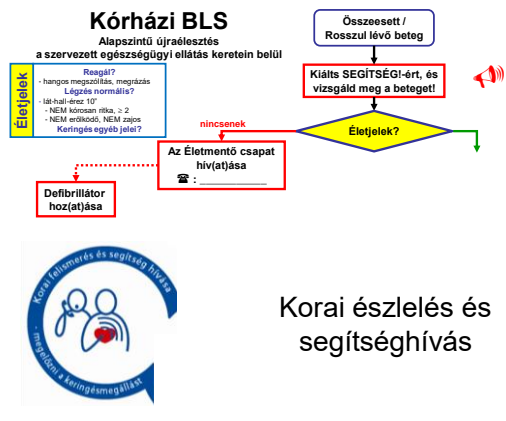 Kórházi BLS
Alapszintű újraélesztés
a szervezett egészségügyi ellátás keretein belül
Összeesett /
Rosszul lévő beteg
Életjelek
Reagál?
- hangos megszólítás, megrázás
Légzés normális?
- lát-hall-érez 10"
- NEM kórosan ritka, ≥ 2
- NEM erőlködő, NEM zajos
Keringés egyéb jelei?
Kiálts SEGÍTSÉG!-ért, és
vizsgáld meg a beteget!
nincsenek
Életjelek?
Az Életmentő csapat
hív(at)ása
☎ : ___________
Defibrillátor
hoz(at)ása
Korai felismerés és segítség hívása
- megelőzni a keringésmegállást
Korai észlelés és
segítséghívás